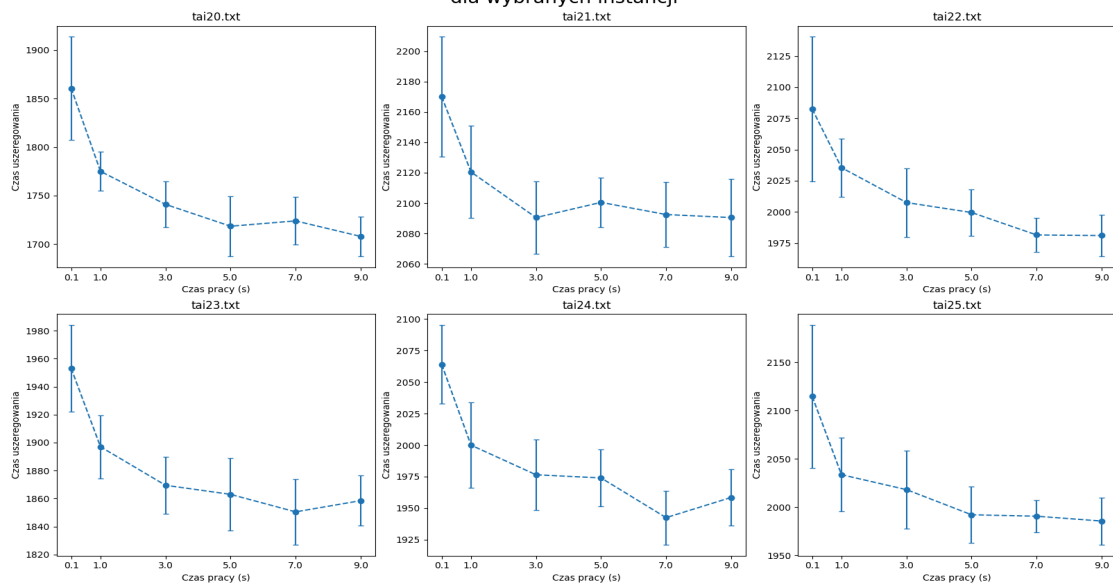 dla wybranych instancji
tai20.txt
Czas uszeregowania
1900
1850
1800
1750
1700
0.1 1.0 3.0 5.0 7.0 9.0
Czas pracy (s)
tai21.txt
Czas uszeregowania
2200
2180
2160
2140
2120
2100
2080
2060
0.1 1.0 3.0 5.0 7.0 9.0
Czas pracy (s)
tai22.txt
Czas uszeregowania
2125
2100
2075
2050
2025
2000
1975
0.1 1.0 3.0 5.0 7.0 9.0
Czas pracy (s)
tai23.txt
Czas uszeregowania
1980
1960
1940
1920
1900
1880
1860
1840
1820
0.1 1.0 3.0 5.0 7.0 9.0
Czas pracy (s)
tai24.txt
Czas uszeregowania
2100
2075
2050
2025
2000
1975
1950
1925
0.1 1.0 3.0 5.0 7.0 9.0
Czas pracy (s)
tai25.txt
Czas uszeregowania
2150
2100
2050
2000
1950
0.1 1.0 3.0 5.0 7.0 9.0
Czas pracy (s)